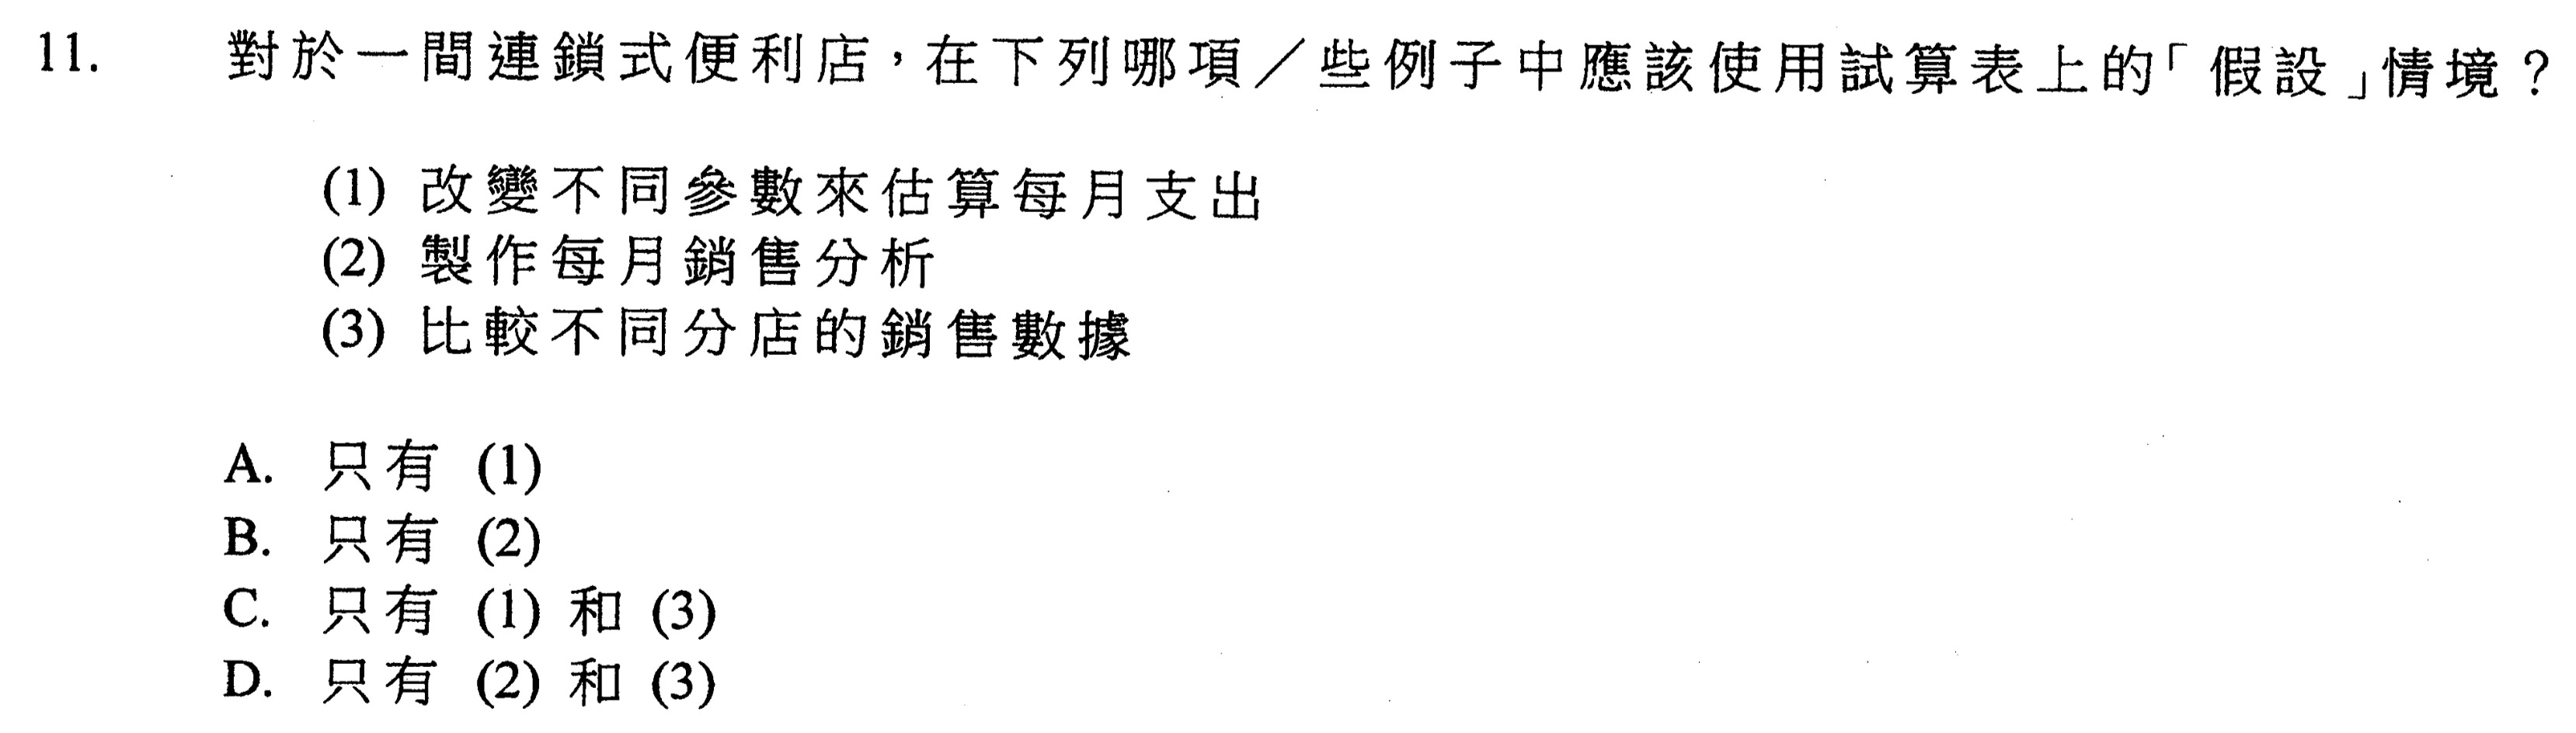 11. 對於一間連鎖式便利店，在下列哪項／些例子中應該使用試算表上的「假設」情境？
(1) 改變不同參數來估算每月支出
(2) 製作每月銷售分析
(3) 比較不同分店的銷售數據
A. 只有 (1)
B. 只有 (2)
C. 只有 (1) 和 (3)
D. 只有 (2) 和 (3)